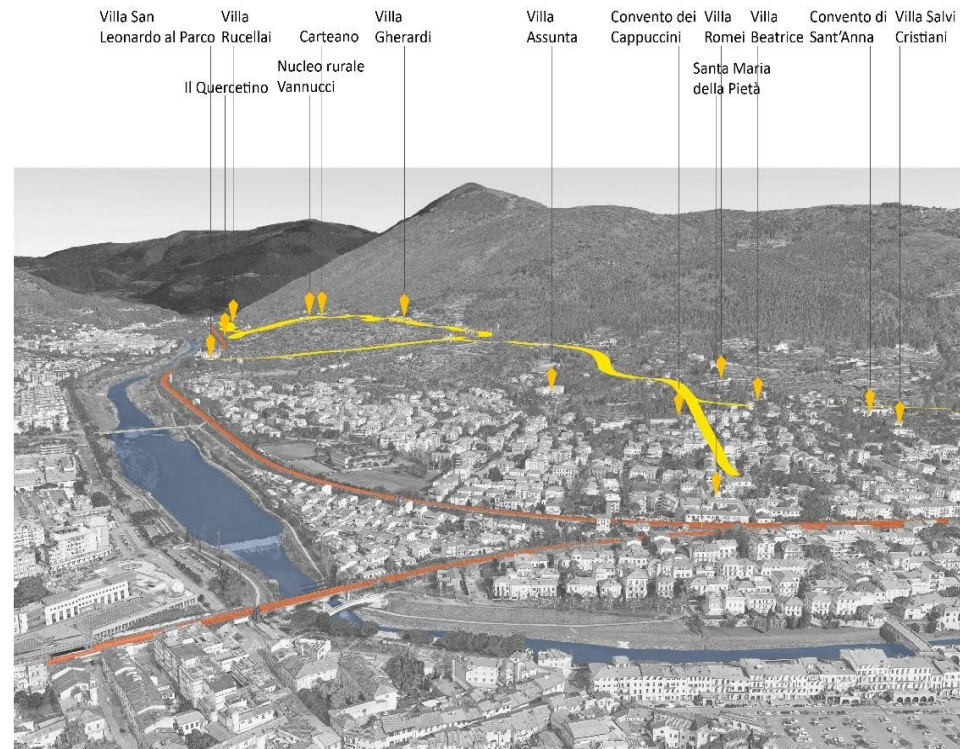 Villa San
Leonardo al Parco
Villa
Rucellai
Carteano
Villa
Gherardi
Villa
Assunta
Convento dei
Cappuccini
Villa
Romei
Villa
Beatrice
Convento di
Sant'Anna
Villa Salvi
Cristiani
Il Quercetino
Nucleo rurale
Vannucci
Santa Maria
della Pietà